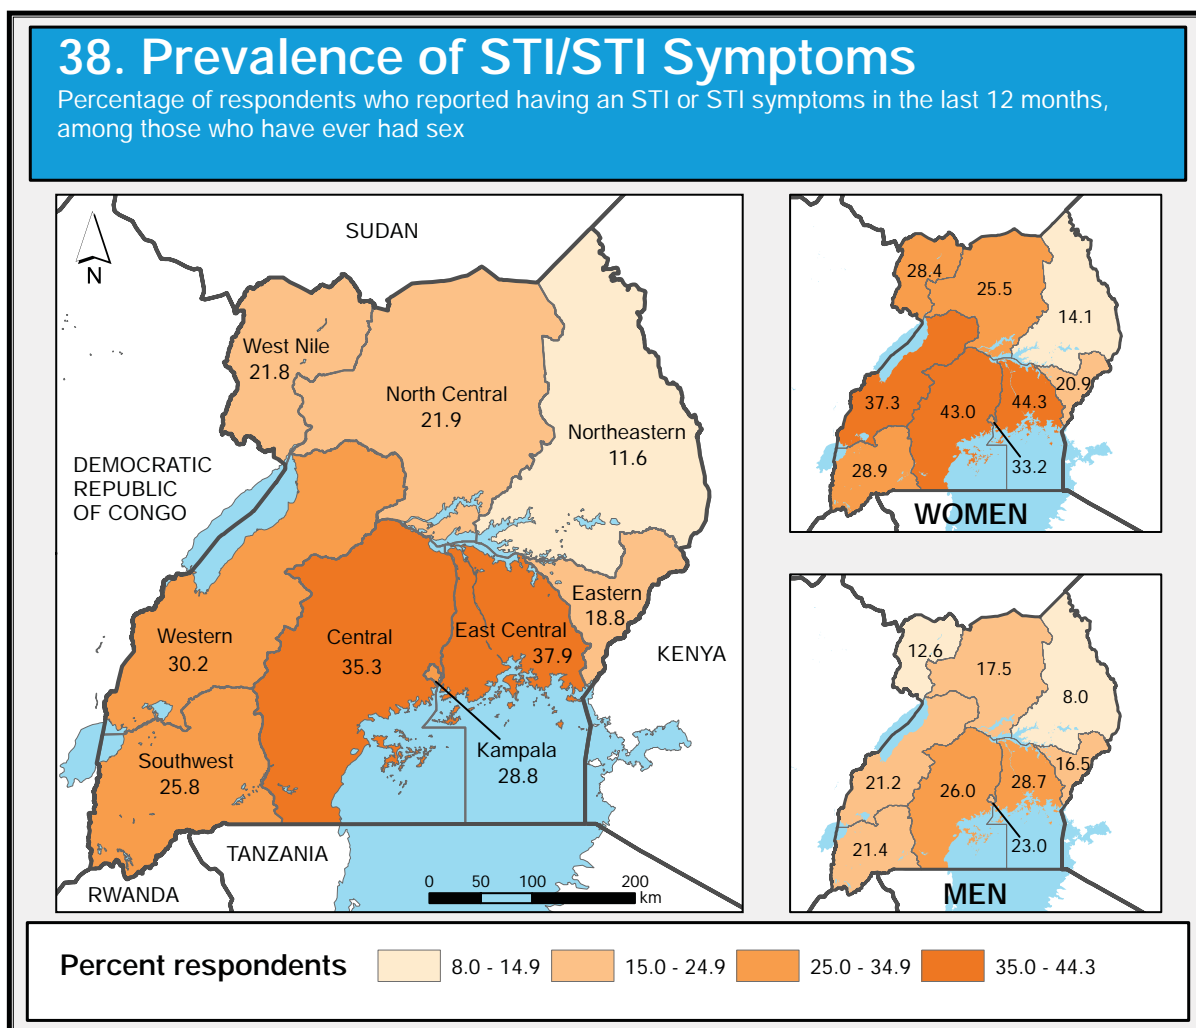 38. Prevalence of STI/STI Symptoms
Percentage of respondents who reported having an STI or STI symptoms in the last 12 months,
among those who have ever had sex
SUDAN
N
West Nile
21.8
North Central
21.9
Northeastern
11.6
DEMOCRATIC
REPUBLIC
OF CONGO
Eastern
18.8
Western
30.2
Central
35.3
East Central
37.9
KENYA
Kampala
28.8
Southwest
25.8
TANZANIA
RWANDA
0 50 100 200
km
28.4
25.5
14.1
20.9
37.3
43.0
44.3
33.2
28.9
WOMEN
12.6
17.5
8.0
16.5
21.2
26.0
28.7
23.0
21.4
MEN
Percent respondents
8.0 - 14.9
15.0 - 24.9
25.0 - 34.9
35.0 - 44.3